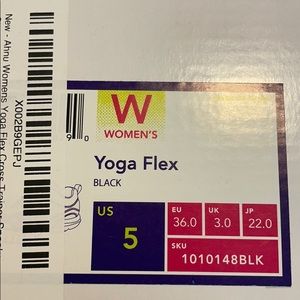 New - Ahnu Womens Yoga Flex Cross Trainer
X002B9GEPJ
9 0
W
WOMEN'S
Yoga Flex
BLACK
US
5
EU
36.0
UK
3.0
JP
22.0
SKU
1010148BLK